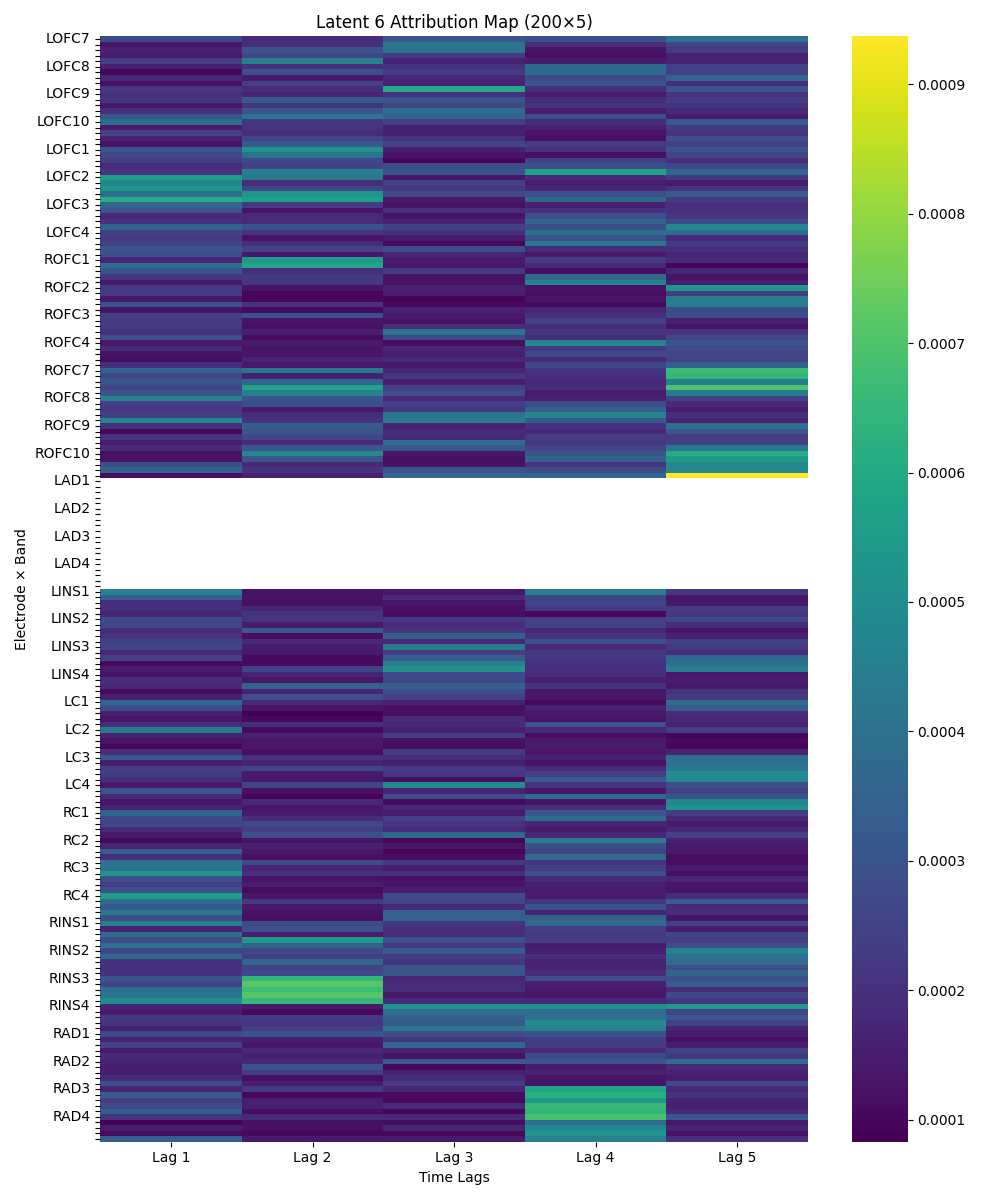 Latent 6 Attribution Map (200×5)
LOFC7
LOFC8
LOFC9
LOFC10
LOFC1
LOFC2
LOFC3
LOFC4
ROFC1
ROFC2
ROFC3
ROFC4
ROFC7
ROFC8
ROFC9
ROFC10
LAD1
LAD2
LAD3
LAD4
LINS1
LINS2
LINS3
LINS4
LC1
LC2
LC3
LC4
RC1
RC2
RC3
RC4
RINS1
RINS2
RINS3
RINS4
RAD1
RAD2
RAD3
RAD4
Electrode × Band
Lag 1 Lag 2 Lag 3 Lag 4 Lag 5
Time Lags
0.0009
0.0008
0.0007
0.0006
0.0005
0.0004
0.0003
0.0002
0.0001